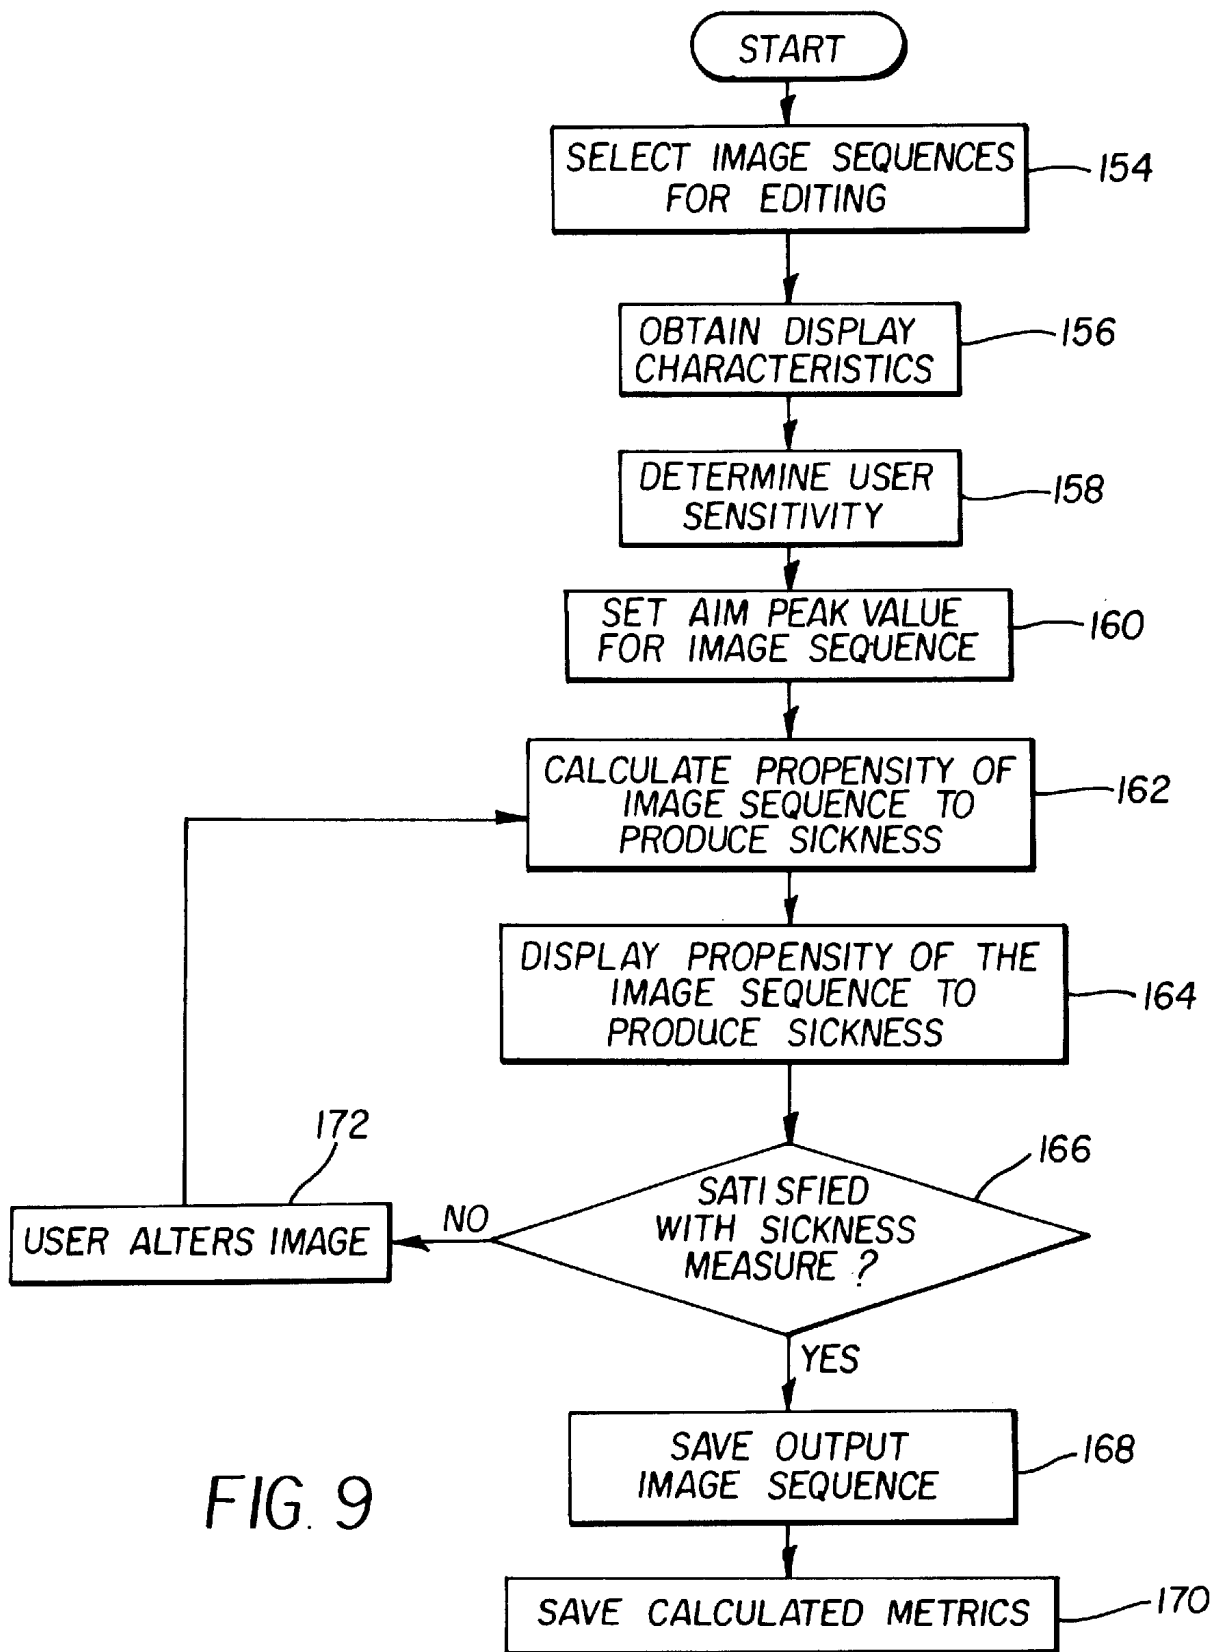 START
SELECT IMAGE SEQUENCES
FOR EDITING
154
OBTAIN DISPLAY
CHARACTERISTICS
156
DETERMINE USER
SENSITIVITY
158
SET AIM PEAK VALUE
FOR IMAGE SEQUENCE
160
CALCULATE PROPENSITY OF
IMAGE SEQUENCE TO
PRODUCE SICKNESS
162
DISPLAY PROPENSITY OF THE
IMAGE SEQUENCE TO
PRODUCE SICKNESS
164
172
USER ALTERS IMAGE
NO
SATISFIED
WITH SICKNESS
MEASURE ?
166
YES
SAVE OUTPUT
IMAGE SEQUENCE
168
FIG. 9
SAVE CALCULATED METRICS
170